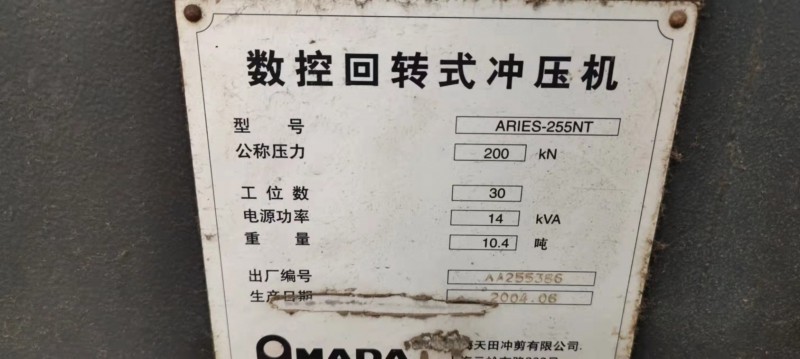 数控回转式冲压机
型 号 ARIES-255NT
公称压力 200 kN
工位数 30
电源功率 14 kVA
重 量 10.4 吨
出厂编号 AA255386
生产日期 2004.06
AMADA 海天田冲剪有限公司